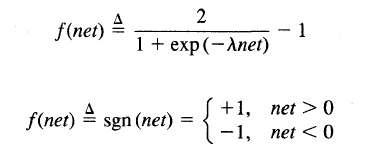 f(net) ≜ 2 / (1 + exp (−λnet)) − 1
f(net) ≜ sgn (net) = { +1, net > 0
−1, net < 0